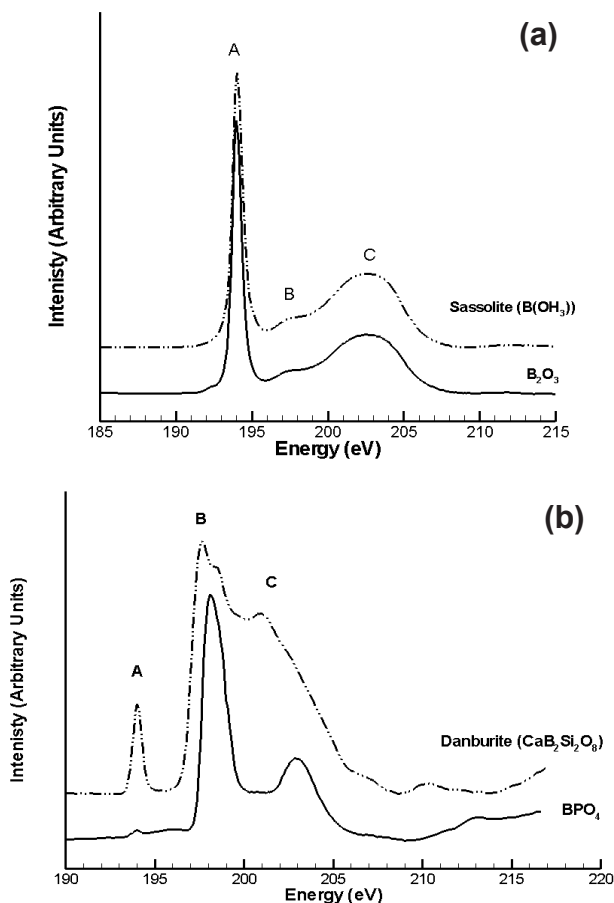 (a)
A
B
C
Intenisty (Arbitrary Units)
Sassolite (B(OH₃))
B₂O₃
185 190 195 200 205 210 215
Energy (eV)
(b)
B
C
A
Intenisty (Arbitrary Units)
Danburite (CaB₂Si₂O₈)
BPO₄
190 195 200 205 210 215 220
Energy (eV)